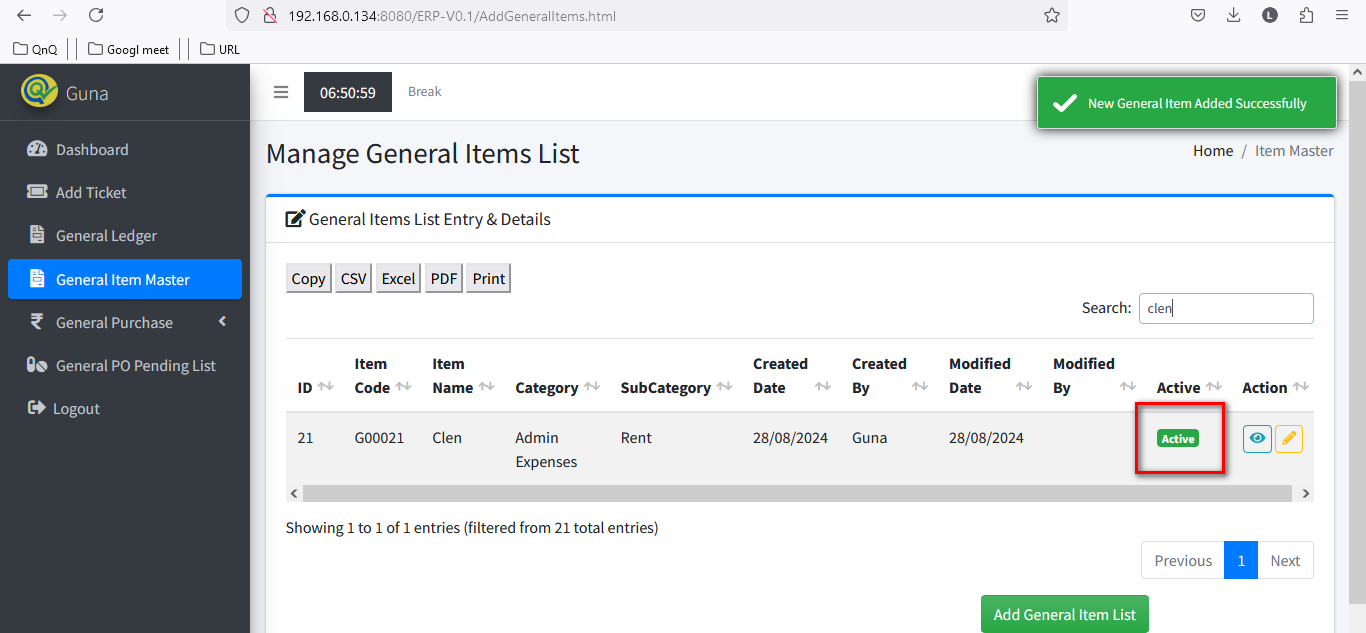 192.168.0.134:8080/ERP-V0.1/AddGeneralItems.html
L
QnQ
Googl meet
URL
Guna
06:50:59
Break
New General Item Added Successfully
Dashboard
Add Ticket
General Ledger
General Item Master
General Purchase
General PO Pending List
Logout
Manage General Items List
Home / Item Master
General Items List Entry & Details
Copy CSV Excel PDF Print
Search: clen
ID Item Code Item Name Category SubCategory Created Date Created By Modified Date Modified By Active Action
21 G00021 Clen Admin Expenses Rent 28/08/2024 Guna 28/08/2024 Active
Showing 1 to 1 of 1 entries (filtered from 21 total entries)
Previous 1 Next
Add General Item List